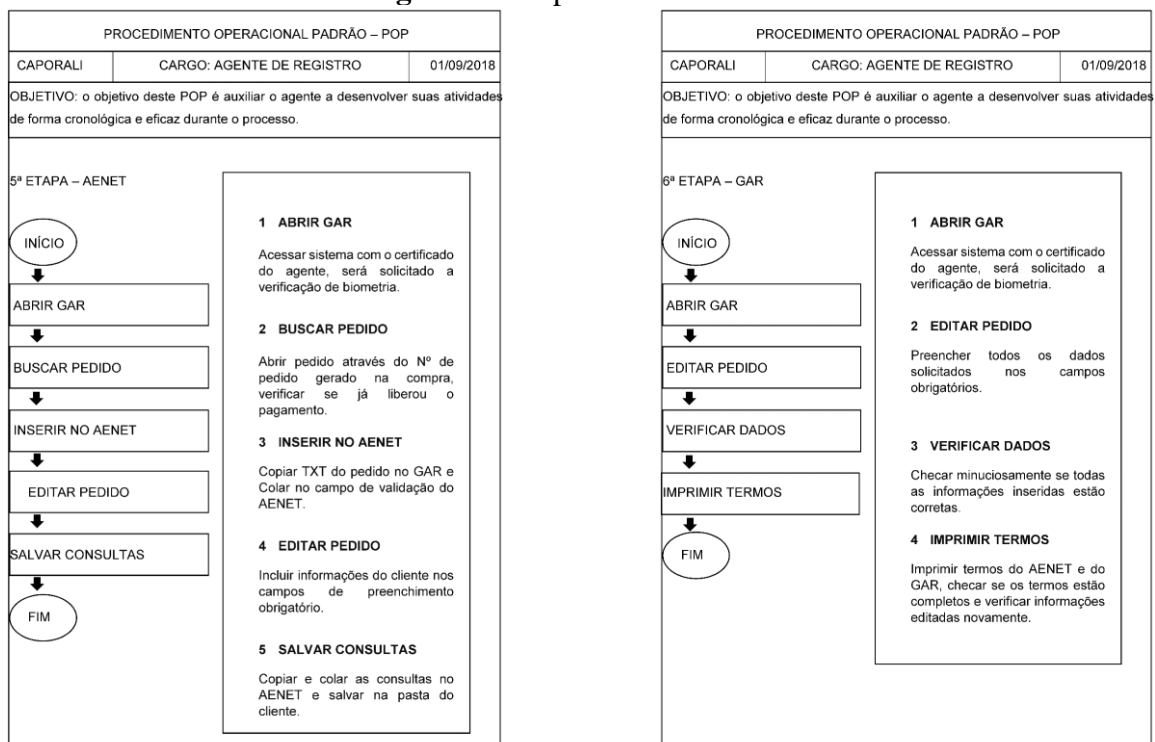 PROCEDIMENTO OPERACIONAL PADRÃO – POP
CAPORALI
CARGO: AGENTE DE REGISTRO
01/09/2018
OBJETIVO: o objetivo deste POP é auxiliar o agente a desenvolver suas atividades
de forma cronológica e eficaz durante o processo.
5ª ETAPA – AENET
INÍCIO
ABRIR GAR
BUSCAR PEDIDO
INSERIR NO AENET
EDITAR PEDIDO
SALVAR CONSULTAS
FIM
1 ABRIR GAR
Acessar sistema com o certificado
do agente, será solicitado a
verificação de biometria.
2 BUSCAR PEDIDO
Abrir pedido através do Nº de
pedido gerado na compra,
verificar se já liberou o
pagamento.
3 INSERIR NO AENET
Copiar TXT do pedido no GAR e
Colar no campo de validação do
AENET.
4 EDITAR PEDIDO
Incluir informações do cliente nos
campos de preenchimento
obrigatório.
5 SALVAR CONSULTAS
Copiar e colar as consultas no
AENET e salvar na pasta do
cliente.
PROCEDIMENTO OPERACIONAL PADRÃO – POP
CAPORALI
CARGO: AGENTE DE REGISTRO
01/09/2018
OBJETIVO: o objetivo deste POP é auxiliar o agente a desenvolver suas atividades
de forma cronológica e eficaz durante o processo.
6ª ETAPA – GAR
INÍCIO
ABRIR GAR
EDITAR PEDIDO
VERIFICAR DADOS
IMPRIMIR TERMOS
FIM
1 ABRIR GAR
Acessar sistema com o certificado
do agente, será solicitado a
verificação de biometria.
2 EDITAR PEDIDO
Preencher todos os dados
solicitados nos campos
obrigatórios.
3 VERIFICAR DADOS
Checar minuciosamente se todas
as informações inseridas estão
corretas.
4 IMPRIMIR TERMOS
Imprimir termos do AENET e do
GAR, checar se os termos estão
completos e verificar informações
editadas novamente.